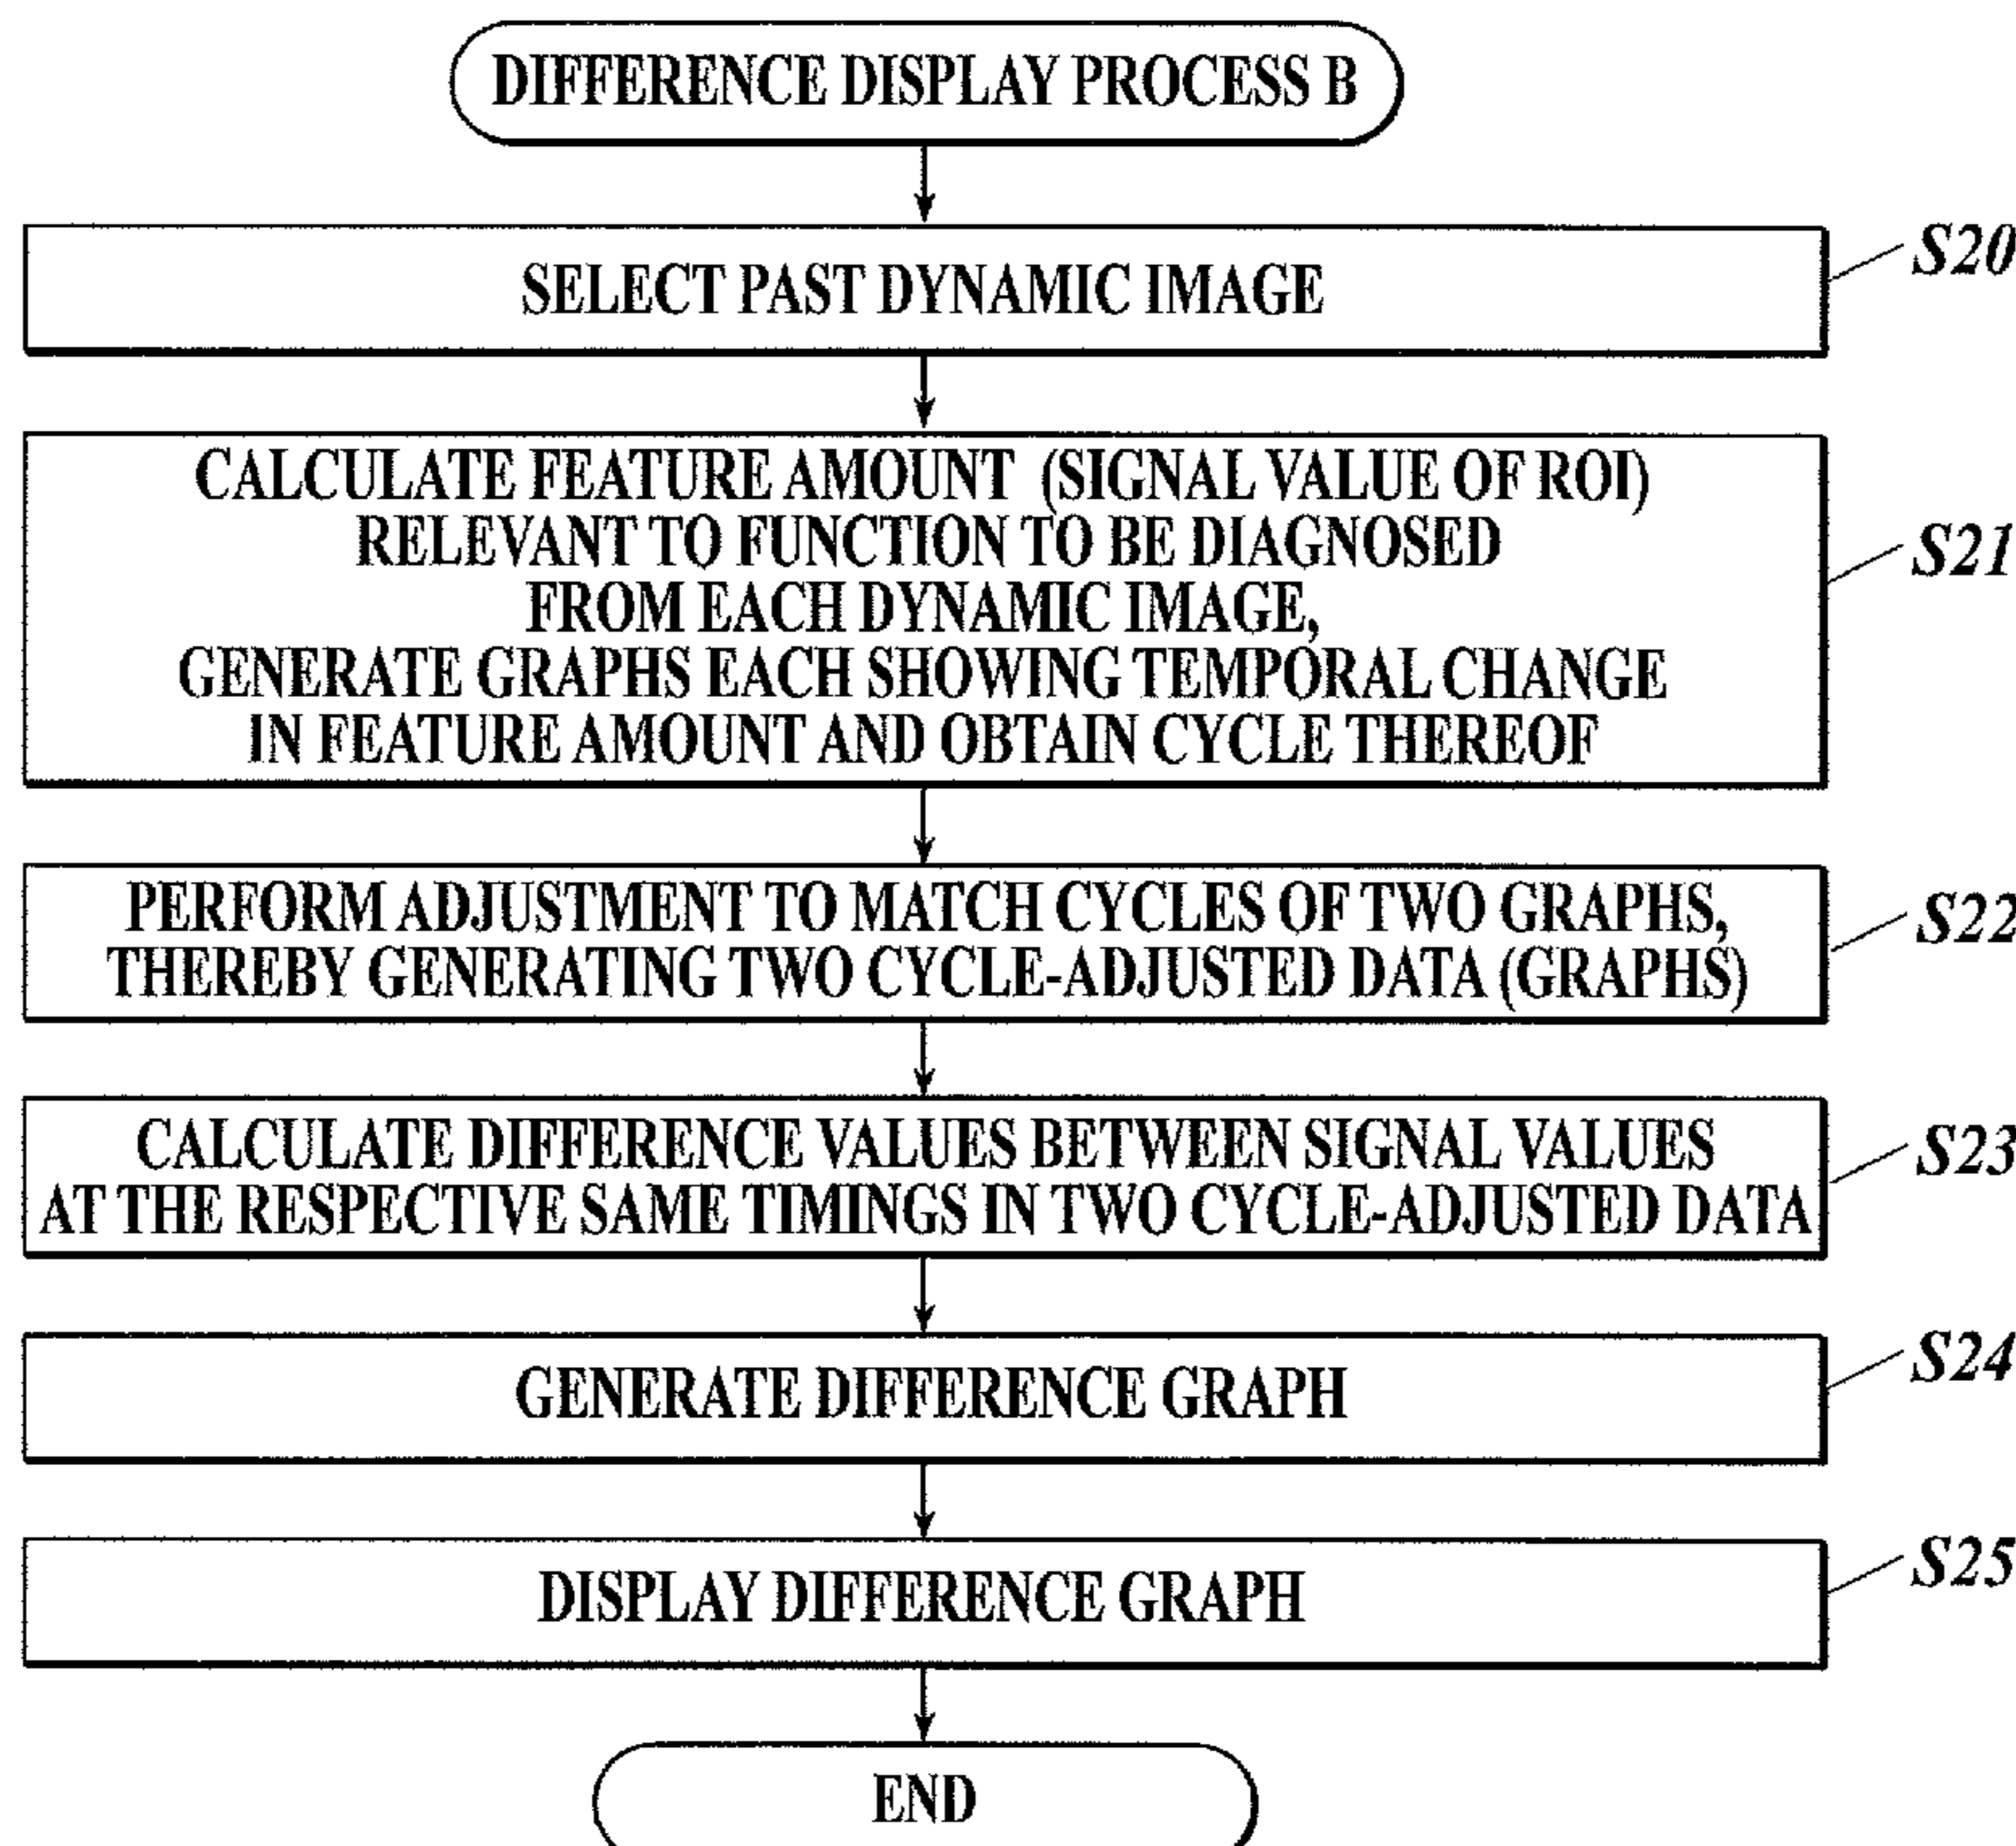 DIFFERENCE DISPLAY PROCESS B
SELECT PAST DYNAMIC IMAGE
S20
CALCULATE FEATURE AMOUNT (SIGNAL VALUE OF ROI)
RELEVANT TO FUNCTION TO BE DIAGNOSED
FROM EACH DYNAMIC IMAGE,
GENERATE GRAPHS EACH SHOWING TEMPORAL CHANGE
IN FEATURE AMOUNT AND OBTAIN CYCLE THEREOF
S21
PERFORM ADJUSTMENT TO MATCH CYCLES OF TWO GRAPHS,
THEREBY GENERATING TWO CYCLE-ADJUSTED DATA (GRAPHS)
S22
CALCULATE DIFFERENCE VALUES BETWEEN SIGNAL VALUES
AT THE RESPECTIVE SAME TIMINGS IN TWO CYCLE-ADJUSTED DATA
S23
GENERATE DIFFERENCE GRAPH
S24
DISPLAY DIFFERENCE GRAPH
S25
END